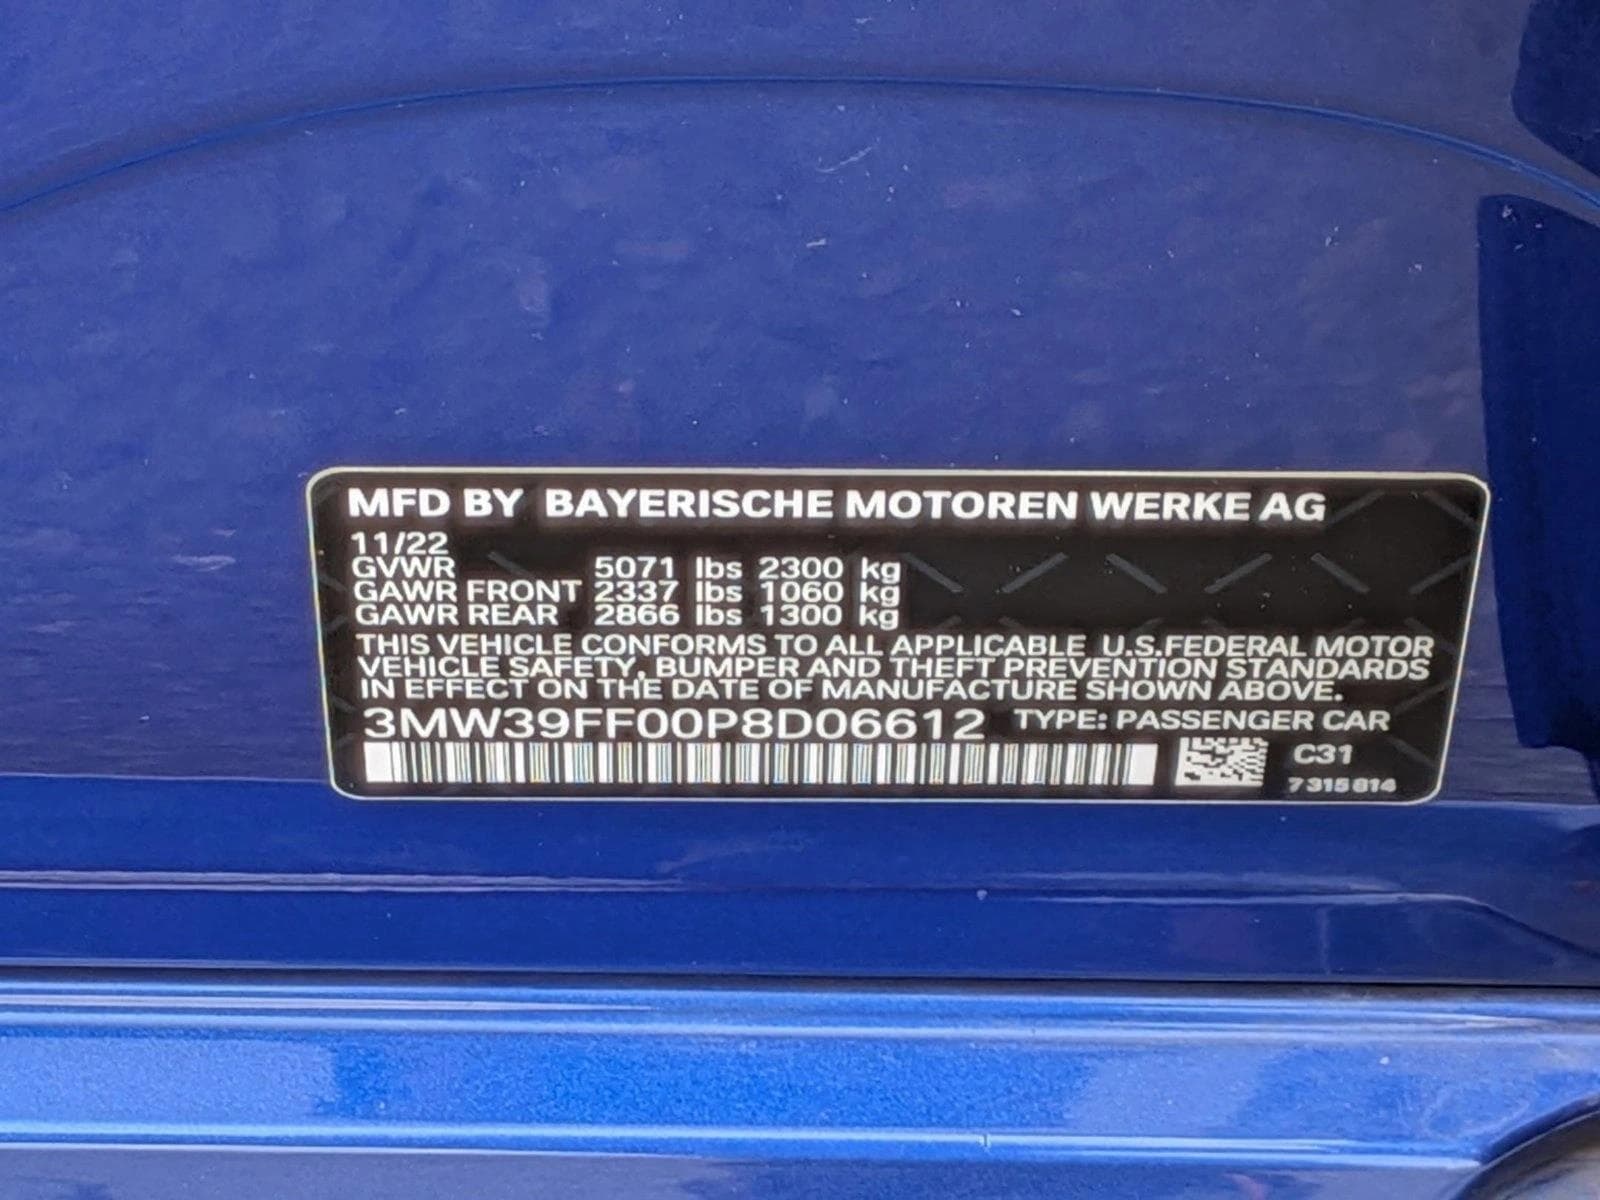 MFD BY BAYERISCHE MOTOREN WERKE AG
11/22
GVWR 5071 lbs 2300 kg
GAWR FRONT 2337 lbs 1060 kg
GAWR REAR 2866 lbs 1300 kg
THIS VEHICLE CONFORMS TO ALL APPLICABLE U.S.FEDERAL MOTOR
VEHICLE SAFETY, BUMPER AND THEFT PREVENTION STANDARDS
IN EFFECT ON THE DATE OF MANUFACTURE SHOWN ABOVE.
3MW39FF00P8D06612 TYPE: PASSENGER CAR
C31
7 315 814